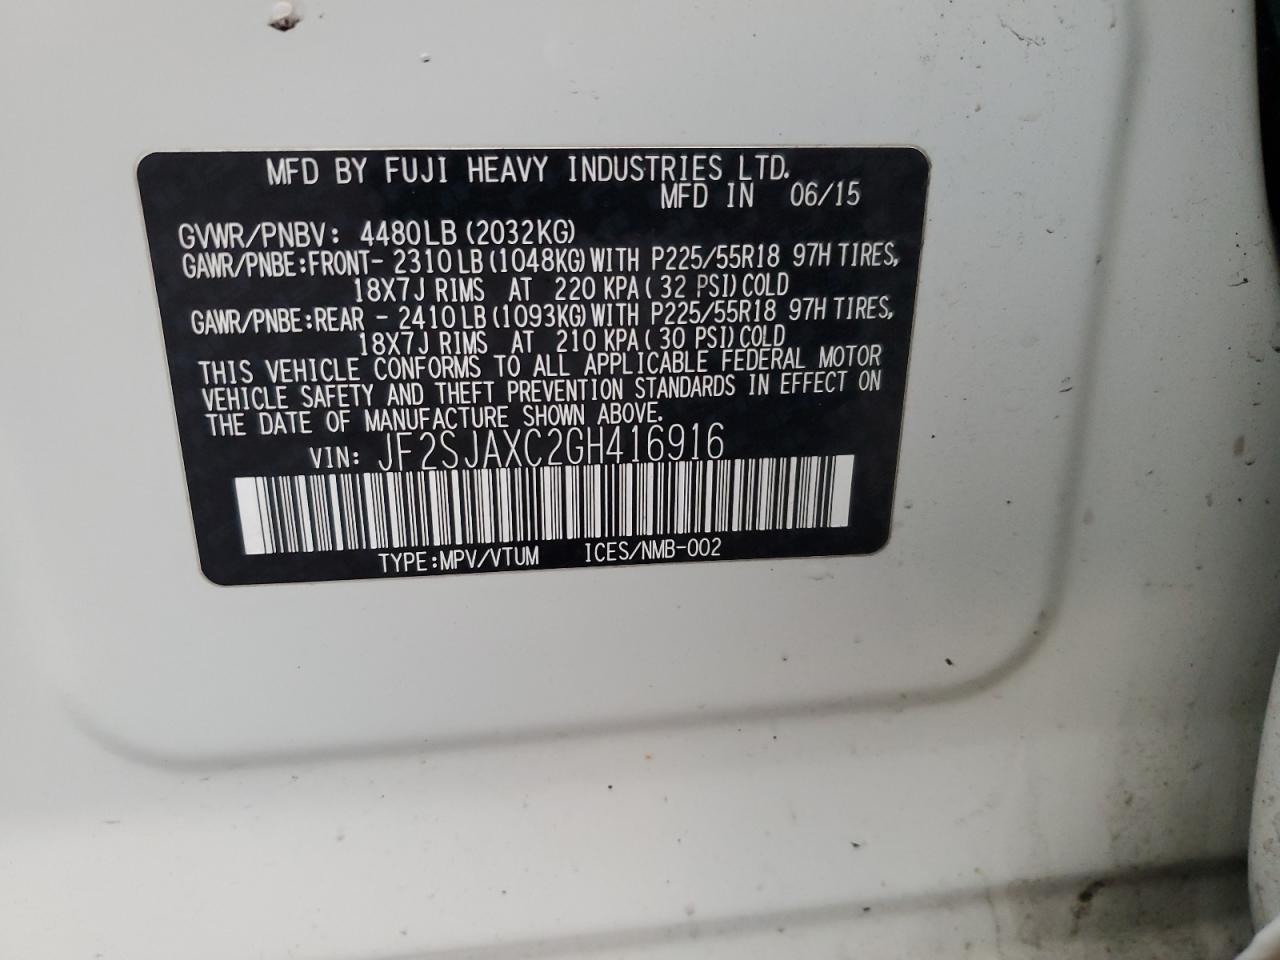 MFD BY FUJI HEAVY INDUSTRIES LTD.
MFD IN 06/15
GVWR/PNBV: 4480LB (2032KG)
GAWR/PNBE:FRONT- 2310LB (1048KG) WITH P225/55R18 97H TIRES,
18X7J RIMS AT 220 KPA (32 PSI) COLD
GAWR/PNBE:REAR - 2410LB (1093KG) WITH P225/55R18 97H TIRES,
18X7J RIMS AT 210 KPA (30 PSI) COLD
THIS VEHICLE CONFORMS TO ALL APPLICABLE FEDERAL MOTOR
VEHICLE SAFETY AND THEFT PREVENTION STANDARDS IN EFFECT ON
THE DATE OF MANUFACTURE SHOWN ABOVE.
VIN: JF2SJAXC2GH416916
TYPE:MPV/VTUM ICES/NMB-002